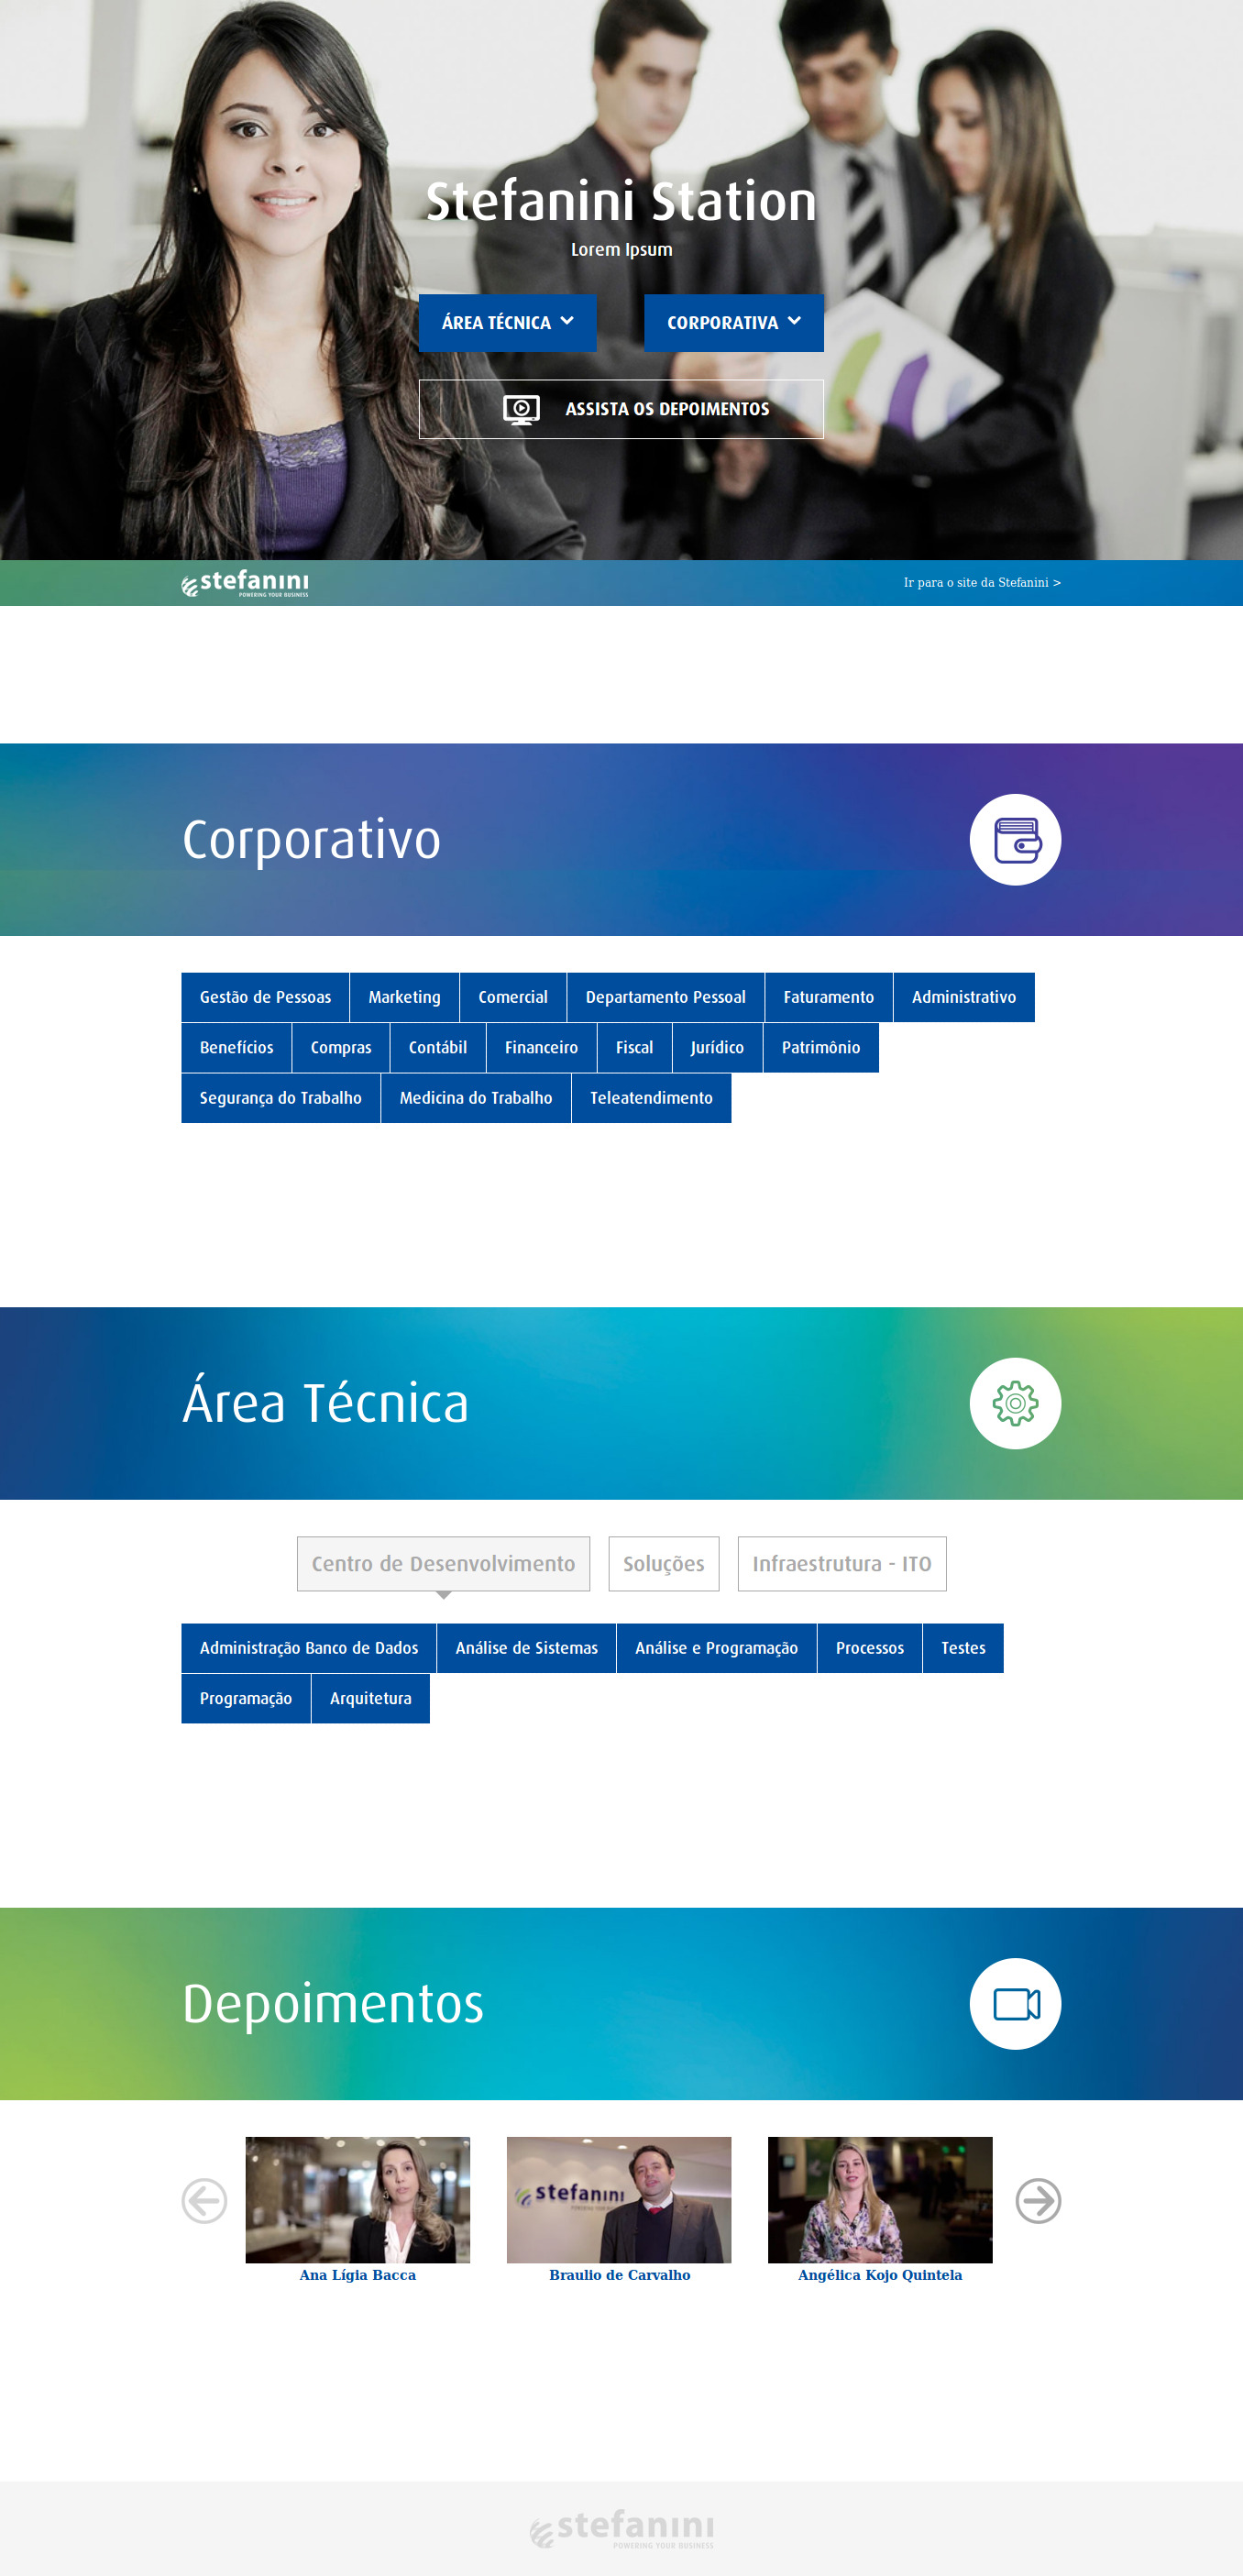 Stefanini Station
Lorem Ipsum
ÁREA TÉCNICA
CORPORATIVA
ASSISTA OS DEPOIMENTOS
stefanini
POWERING YOUR BUSINESS
Ir para o site da Stefanini >
Corporativo
Gestão de Pessoas Marketing Comercial Departamento Pessoal Faturamento Administrativo
Benefícios Compras Contábil Financeiro Fiscal Jurídico Patrimônio
Segurança do Trabalho Medicina do Trabalho Teleatendimento
Área Técnica
Centro de Desenvolvimento Soluções Infraestrutura - ITO
Administração Banco de Dados Análise de Sistemas Análise e Programação Processos Testes
Programação Arquitetura
Depoimentos
stefanini
Ana Lígia Bacca
Braulio de Carvalho
Angélica Kojo Quintela
stefanini
POWERING YOUR BUSINESS